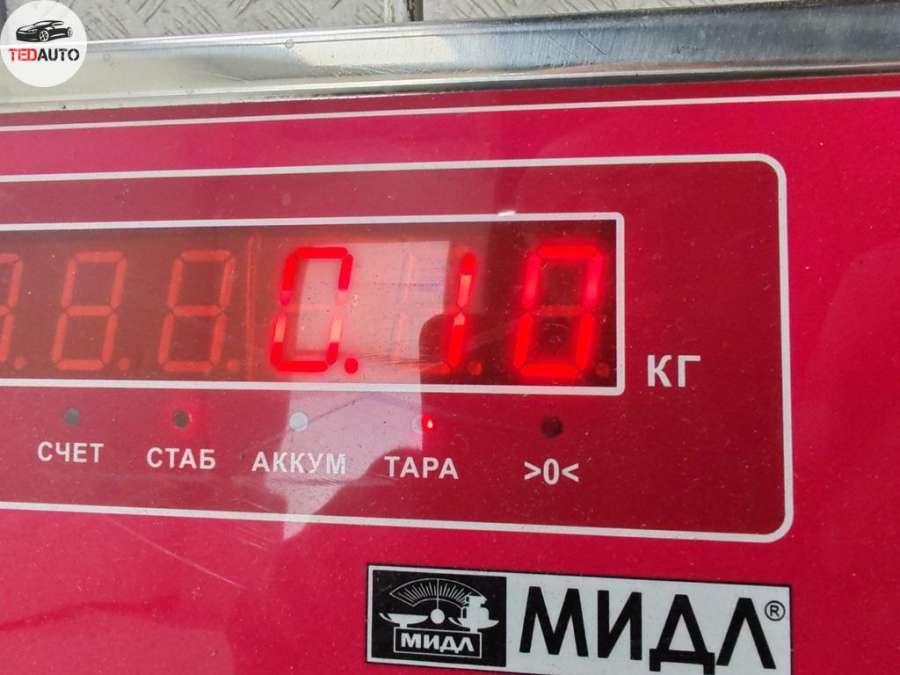 TEDAUTO
0.10
КГ
СЧЕТ СТАБ АККУМ ТАРА >0<
МИДЛ МИДЛ®